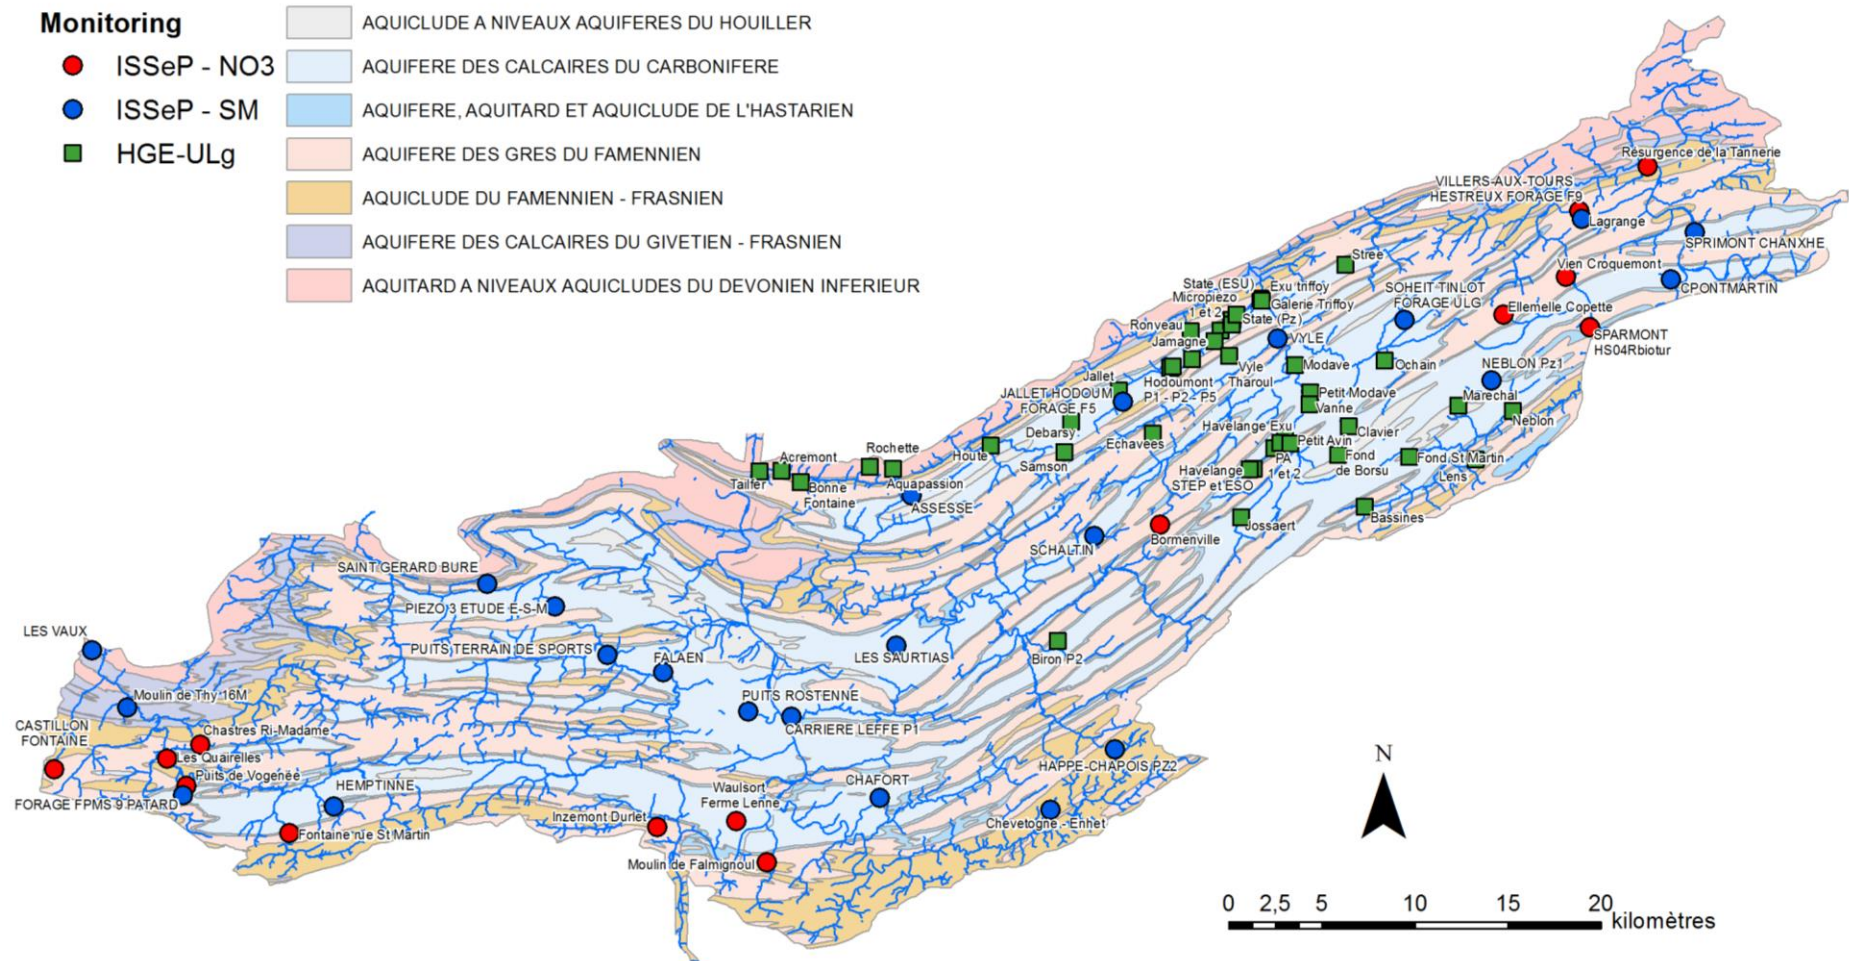 Monitoring
ISSeP - NO3
ISSeP - SM
HGE-ULg
AQUICLUDE A NIVEAUX AQUIFERES DU HOUILLER
AQUIFERE DES CALCAIRES DU CARBONIFERE
AQUIFERE, AQUITARD ET AQUICLUDE DE L'HASTARIEN
AQUIFERE DES GRES DU FAMENNIEN
AQUICLUDE DU FAMENNIEN - FRASNIEN
AQUIFERE DES CALCAIRES DU GIVETIEN - FRASNIEN
AQUITARD A NIVEAUX AQUICLUDES DU DEVONIEN INFERIEUR
Résurgence de la Tannerie
VILLERS-AUX-TOURS
HESTREUX FORAGE F9
Lagrange
SPRIMONT CHANXHE
Vien Croquemont
CPONTMARTIN
Stree
State (ESU)
Exu triffoy
SOHEIT TINLOT
FORAGE ULG
Micropiezo
1 et 2
Galerie Triffoy
State (Pz)
Ellemelle Copette
Ronveau
Jamagne
VYLE
SPARMONT
HS04Rbiotur
Vyle
Tharoul
Modave
Ochain
NEBLON Pz1
Jallet
Hodoumont
P1 - P2 - P5
JALLET HODOUM
FORAGE F5
Petit Modave
Vanne
Marechal
Neblon
Debarsy
Echavees
Havelange Exu
Petit Avin
Clavier
Acremont
Rochette
Houte
Samson
PA
1 et 2
Fond
de Borsu
Fond St Martin
Lens
Tailfer
Bonne
Fontaine
Aquapassion
ASSESSE
Havelange
STEP et ESO
Jossaert
Bassines
SCHALTIN
Bormenville
SAINT GERARD BURE
PIEZO 3 ETUDE E-S-M
LES VAUX
PUITS TERRAIN DE SPORTS
FALAEN
LES SAURTIAS
Biron P2
Moulin de Thy 16M
PUITS ROSTENNE
CARRIERE LEFFE P1
CASTILLON
FONTAINE
Chastres Ri-Madame
Les Quairelles
Puits de Vogenée
FORAGE FPMS 9 PATARD
HEMPTINNE
Fontaine rue St Martin
Waulsort
Ferme Lenne
CHAFORT
HAPPE-CHAPOIS PZ2
Inzemont Durlet
Chevetogne - Enhet
Moulin de Falmignoul
N
0 2,5 5 10 15 20
kilomètres